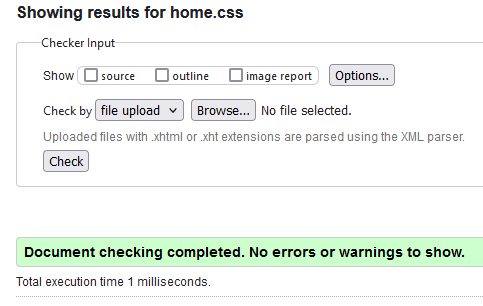 Showing results for home.css
Checker Input
Show source outline image report Options...
Check by file upload Browse... No file selected.
Uploaded files with .xhtml or .xht extensions are parsed using the XML parser.
Check
Document checking completed. No errors or warnings to show.
Total execution time 1 milliseconds.